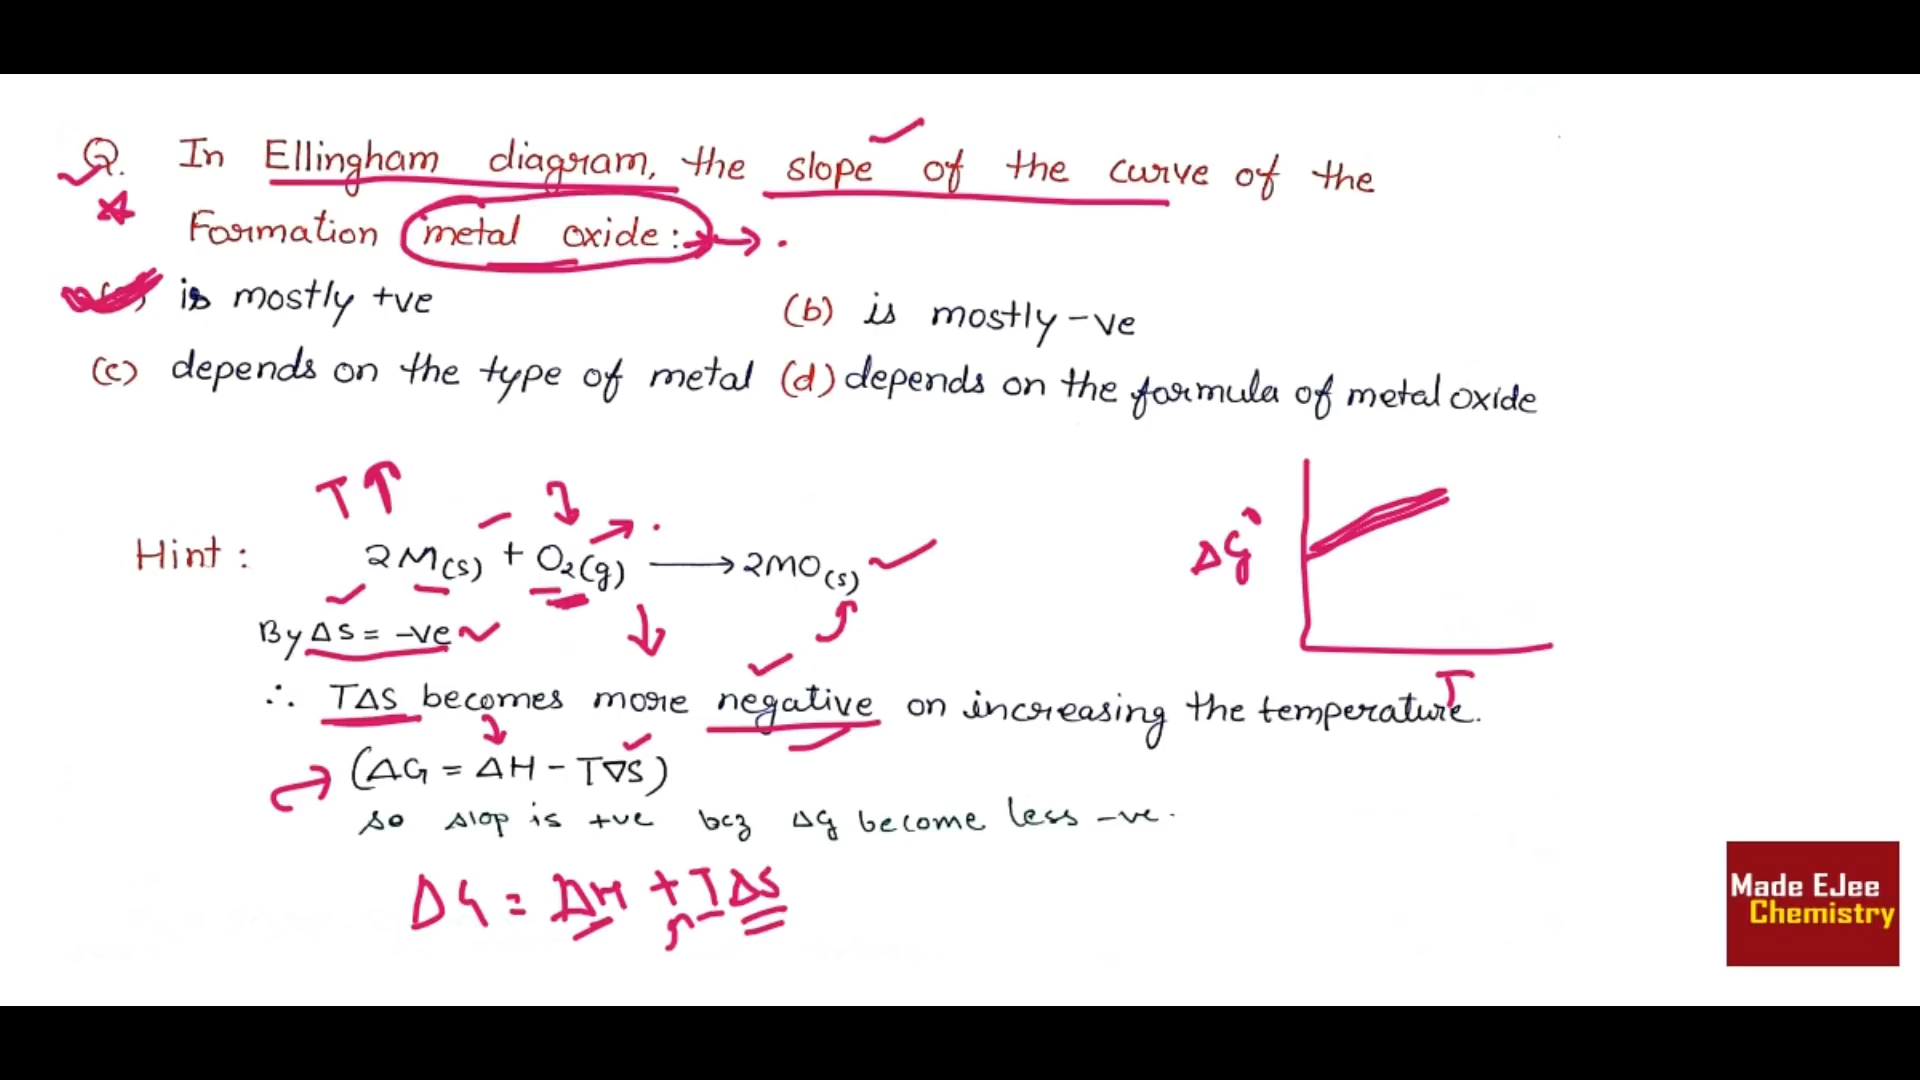 Q. In Ellingham diagram, the slope of the curve of the
Formation metal oxide:
is mostly +ve
(b) is mostly -ve
(c) depends on the type of metal
(d) depends on the formula of metal oxide
T↑
Hint: 2M(s) + O₂(g) ⟶ 2MO(s)
By ΔS = -ve
∴ TΔS becomes more negative on increasing the temperature.
(ΔG = ΔH - T∇S)
so slop is +ve bcz ΔG become less -ve.
ΔG = ΔH + TΔS
ΔG°
T
Made EJee
Chemistry